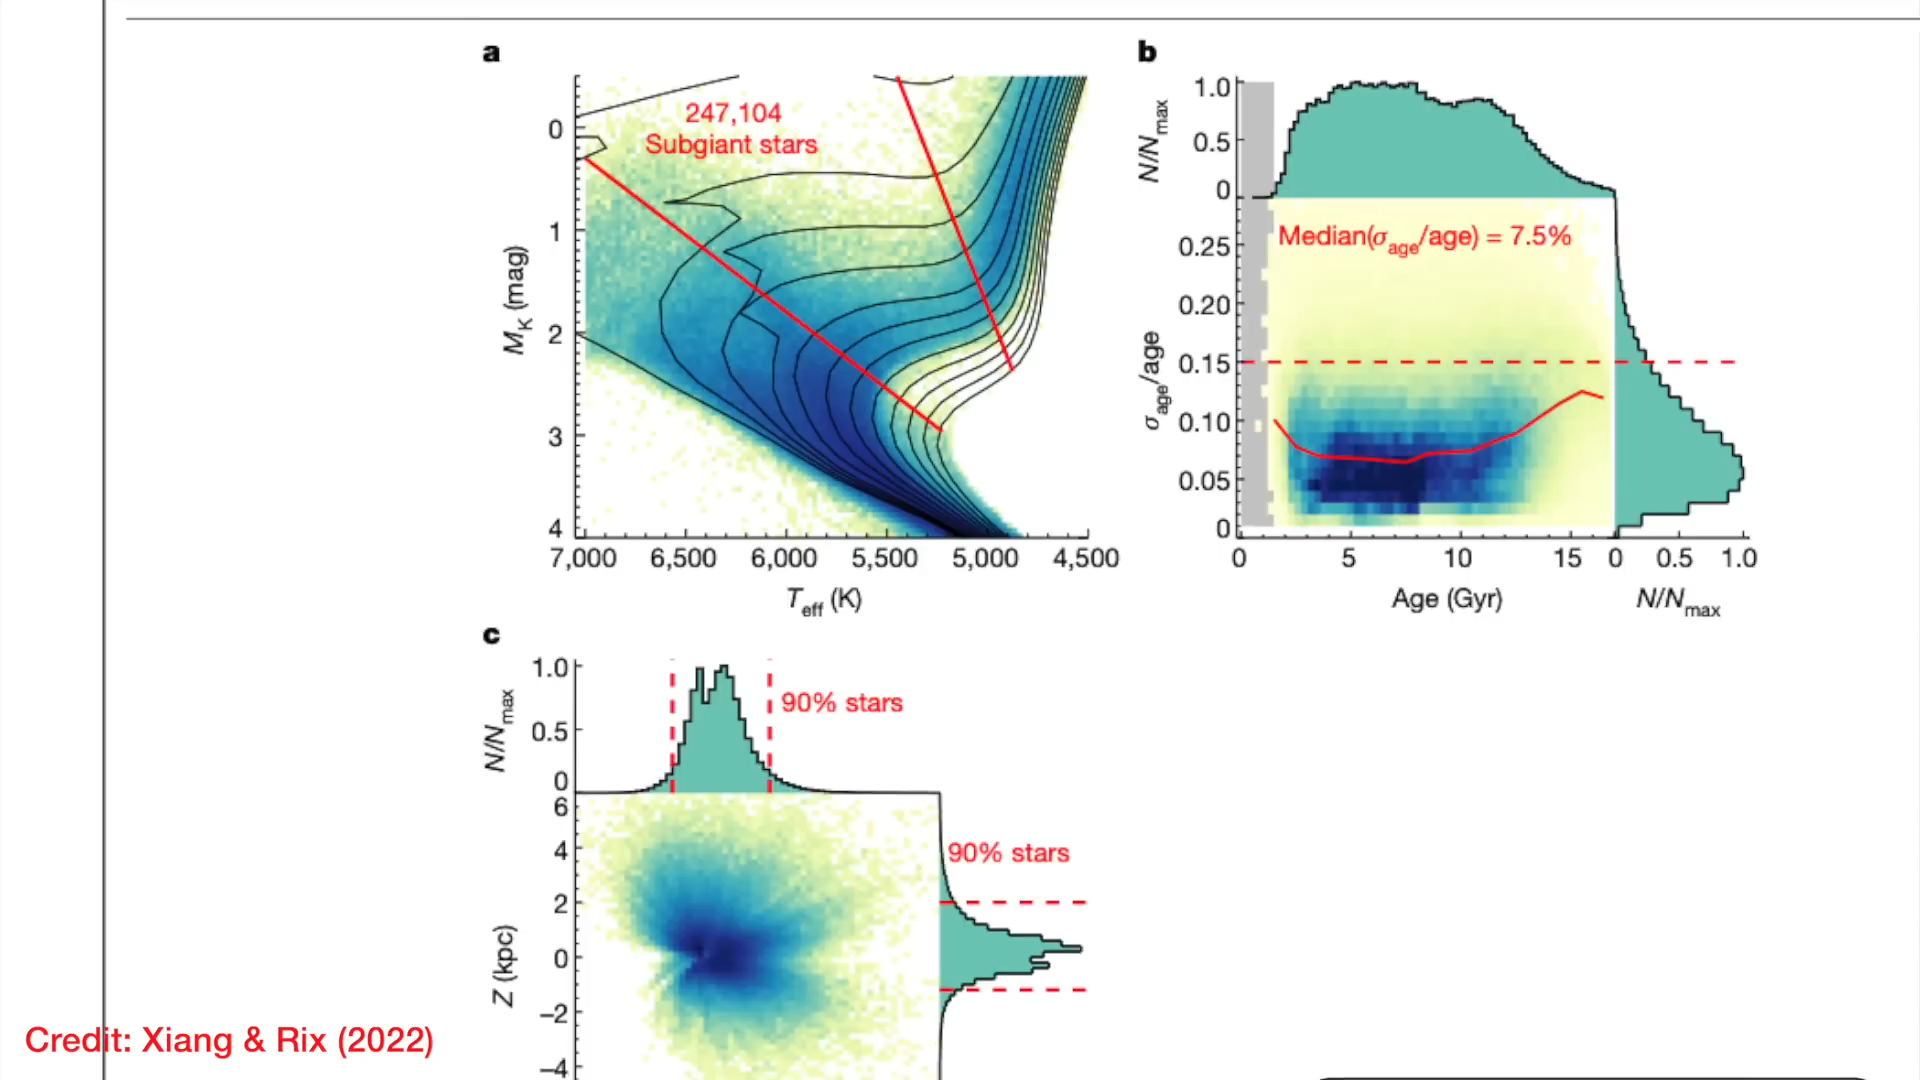 a
247,104
Subgiant stars
0
1
2
3
4
M_K (mag)
7,000 6,500 6,000 5,500 5,000 4,500
T_eff (K)
b
1.0
0.5
0
N/N_max
Median(σ_age/age) = 7.5%
0.25
0.20
0.15
0.10
0.05
0
σ_age/age
0 5 10 15 0 0.5 1.0
Age (Gyr) N/N_max
c
1.0
0.5
0
N/N_max
90% stars
6
4
2
0
−2
−4
Z (kpc)
90% stars
Credit: Xiang & Rix (2022)